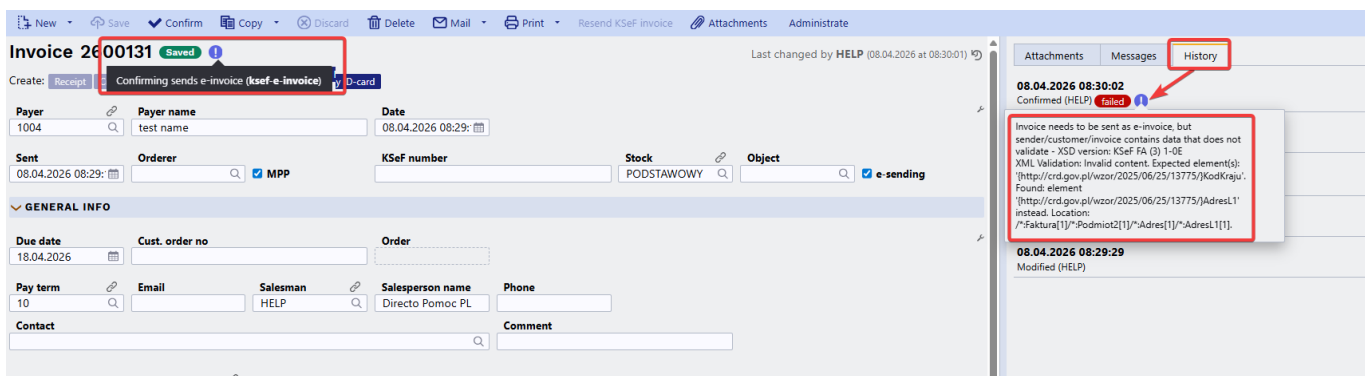 New Save Confirm Copy Discard Delete Mail Print Resend KSeF invoice Attachments Administrate
Invoice 2600131 Saved
Last changed by HELP (08.04.2026 at 08:30:01)
Confirming sends e-invoice (ksef-e-invoice)
Create: Receipt D-card
Payer Payer name Date
1004 test name 08.04.2026 08:29:
Sent Orderer KSeF number Stock Object
08.04.2026 08:29: MPP PODSTAWOWY e-sending
GENERAL INFO
Due date Cust. order no Order
18.04.2026
Pay term Email Salesman Salesperson name Phone
10 HELP Directo Pomoc PL
Contact Comment
Attachments Messages History
08.04.2026 08:30:02
Confirmed (HELP) failed
Invoice needs to be sent as e-invoice, but
sender/customer/invoice contains data that does not
validate - XSD version: KSeF FA (3) 1-0E
XML Validation: Invalid content. Expected element(s):
'{http://crd.gov.pl/wzor/2025/06/25/13775/}KodKraju'.
Found: element
'{http://crd.gov.pl/wzor/2025/06/25/13775/}AdresL1'
instead. Location:
/*:Faktura[1]/*:Podmiot2[1]/*:Adres[1]/*:AdresL1[1].
08.04.2026 08:29:29
Modified (HELP)